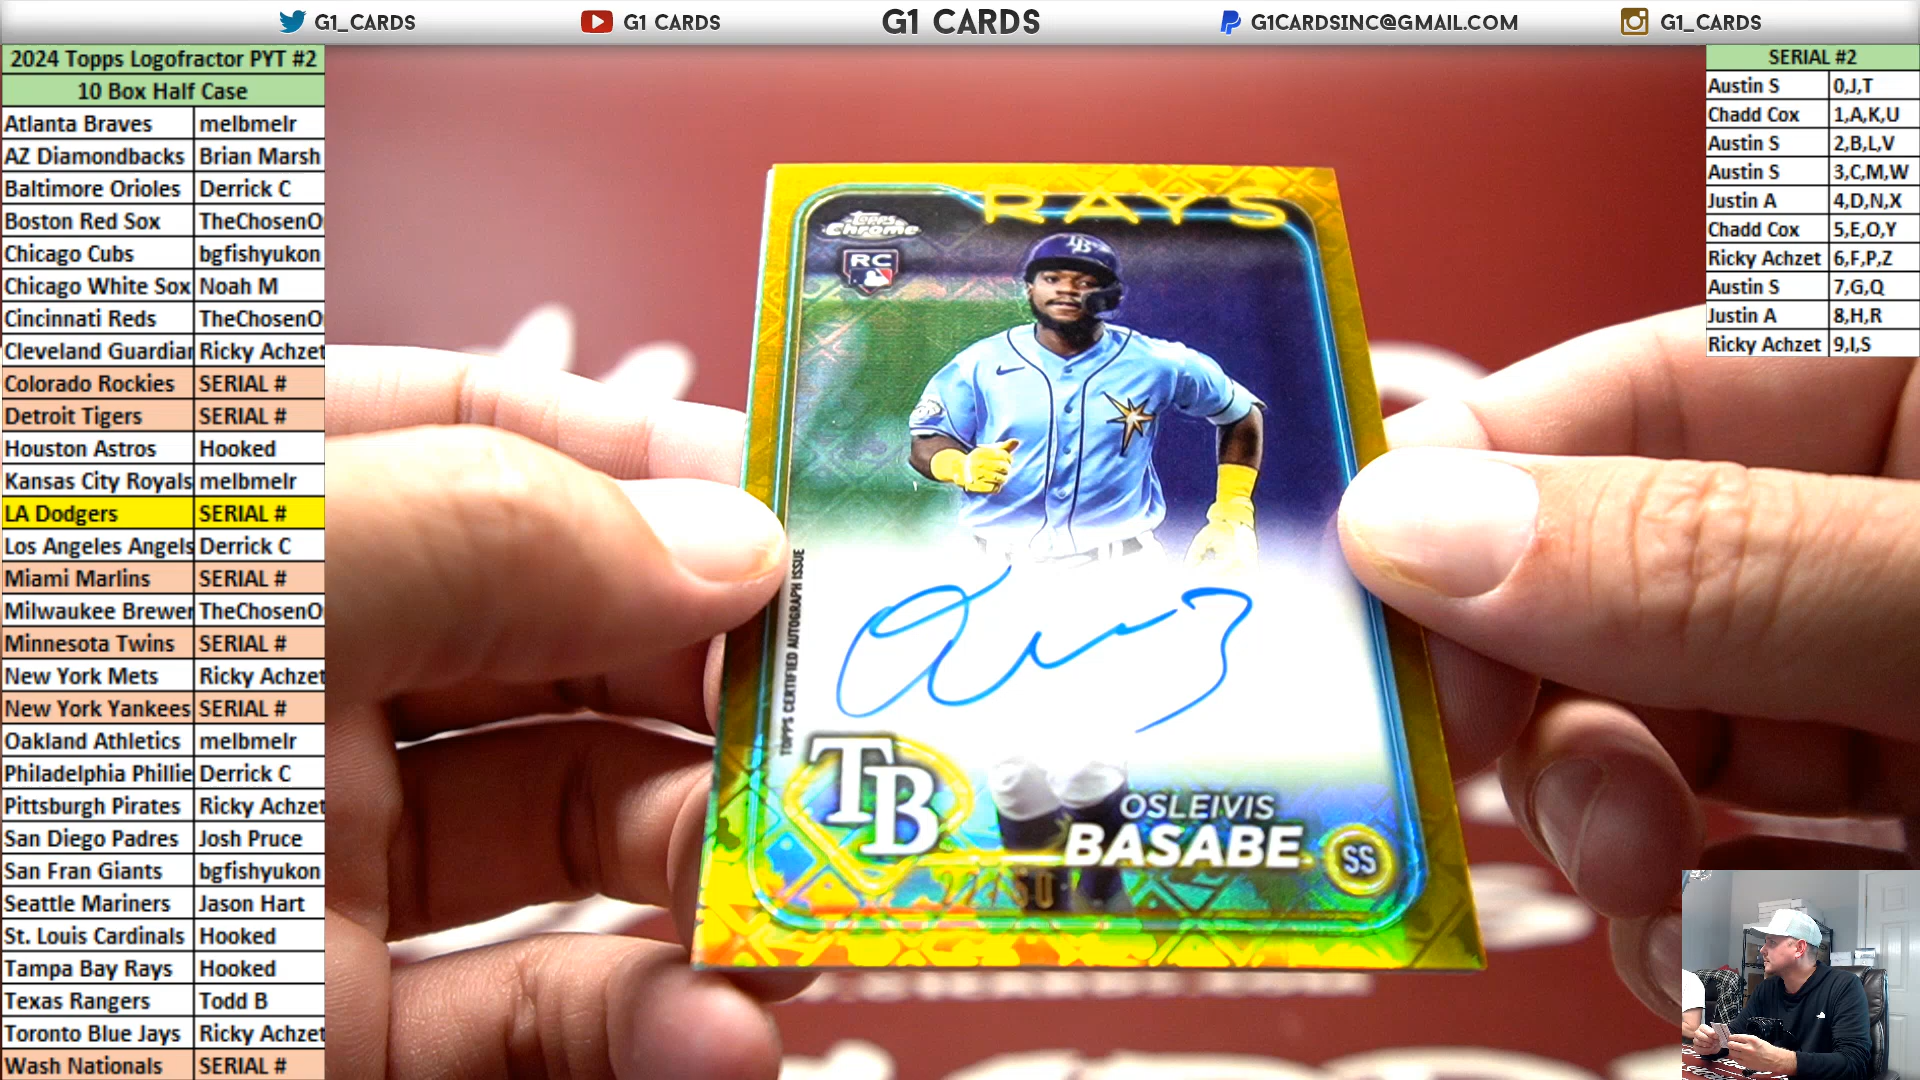 G1_CARDS
G1 CARDS
G1 CARDS
G1CARDSINC@GMAIL.COM
G1_CARDS
2024 Topps Logofractor PYT #2
10 Box Half Case
Atlanta Braves melbmelr
AZ Diamondbacks Brian Marsh
Baltimore Orioles Derrick C
Boston Red Sox TheChosenO
Chicago Cubs bgfishyukon
Chicago White Sox Noah M
Cincinnati Reds TheChosenO
Cleveland Guardian Ricky Achzet
Colorado Rockies SERIAL #
Detroit Tigers SERIAL #
Houston Astros Hooked
Kansas City Royals melbmelr
LA Dodgers SERIAL #
Los Angeles Angels Derrick C
Miami Marlins SERIAL #
Milwaukee Brewer TheChosenO
Minnesota Twins SERIAL #
New York Mets Ricky Achzet
New York Yankees SERIAL #
Oakland Athletics melbmelr
Philadelphia Phillie Derrick C
Pittsburgh Pirates Ricky Achzet
San Diego Padres Josh Pruce
San Fran Giants bgfishyukon
Seattle Mariners Jason Hart
St. Louis Cardinals Hooked
Tampa Bay Rays Hooked
Texas Rangers Todd B
Toronto Blue Jays Ricky Achzet
Wash Nationals SERIAL #
RAYS
Topps Chrome
RC
TB
TOPPS CERTIFIED AUTOGRAPH ISSUE
TB
OSLEIVIS
BASABE
SS
22/50
SERIAL #2
Austin S 0,J,T
Chadd Cox 1,A,K,U
Austin S 2,B,L,V
Austin S 3,C,M,W
Justin A 4,D,N,X
Chadd Cox 5,E,O,Y
Ricky Achzet 6,F,P,Z
Austin S 7,G,Q
Justin A 8,H,R
Ricky Achzet 9,I,S